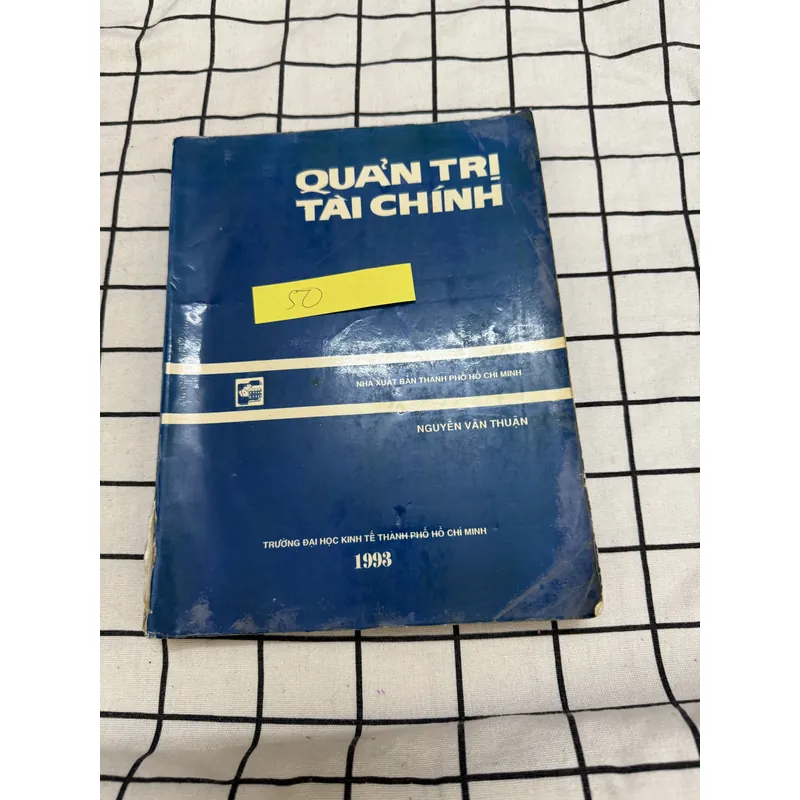 QUẢN TRỊ
TÀI CHÍNH
50
NHÀ XUẤT BẢN THÀNH PHỐ HỒ CHÍ MINH
NGUYỄN VĂN THUẬN
TRƯỜNG ĐẠI HỌC KINH TẾ THÀNH PHỐ HỒ CHÍ MINH
1993